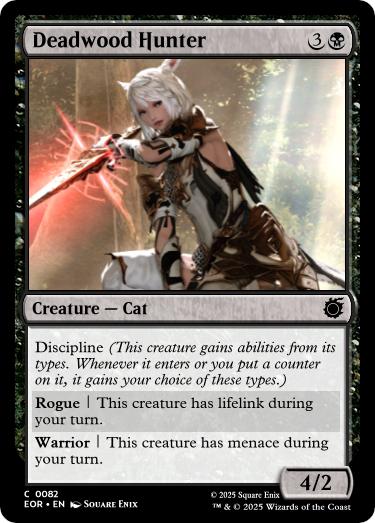 Deadwood Hunter 3
Creature — Cat
Discipline (This creature gains abilities from its
types. Whenever it enters or you put a counter
on it, it gains your choice of these types.)
Rogue | This creature has lifelink during
your turn.
Warrior | This creature has menace during
your turn.
4/2
C 0082
EOR • EN Square Enix
© 2025 Square Enix
™ & © 2025 Wizards of the Coast